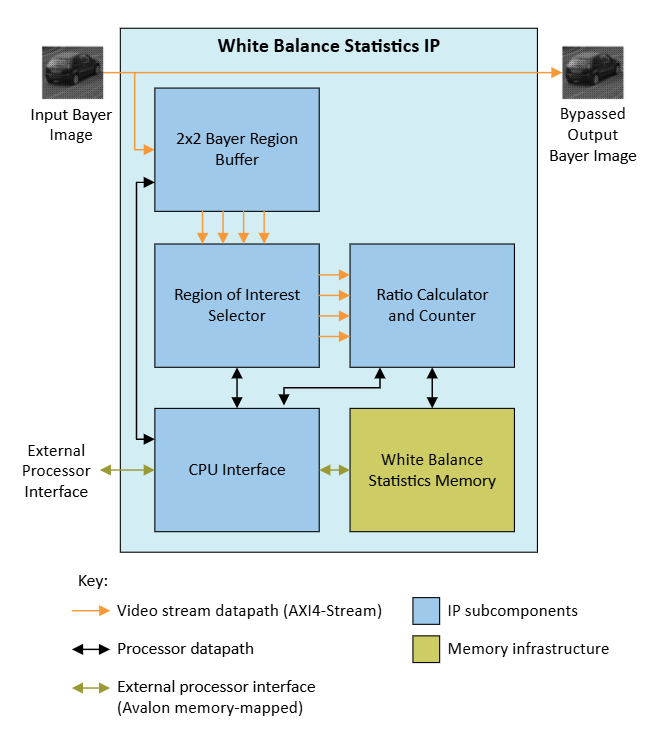 White Balance Statistics IP
Input Bayer
Image
Bypassed
Output
Bayer Image
2x2 Bayer Region
Buffer
Region of Interest
Selector
Ratio Calculator
and Counter
External
Processor
Interface
CPU Interface
White Balance
Statistics Memory
Key:
Video stream datapath (AXI4-Stream)
IP subcomponents
Processor datapath
Memory infrastructure
External processor interface
(Avalon memory-mapped)